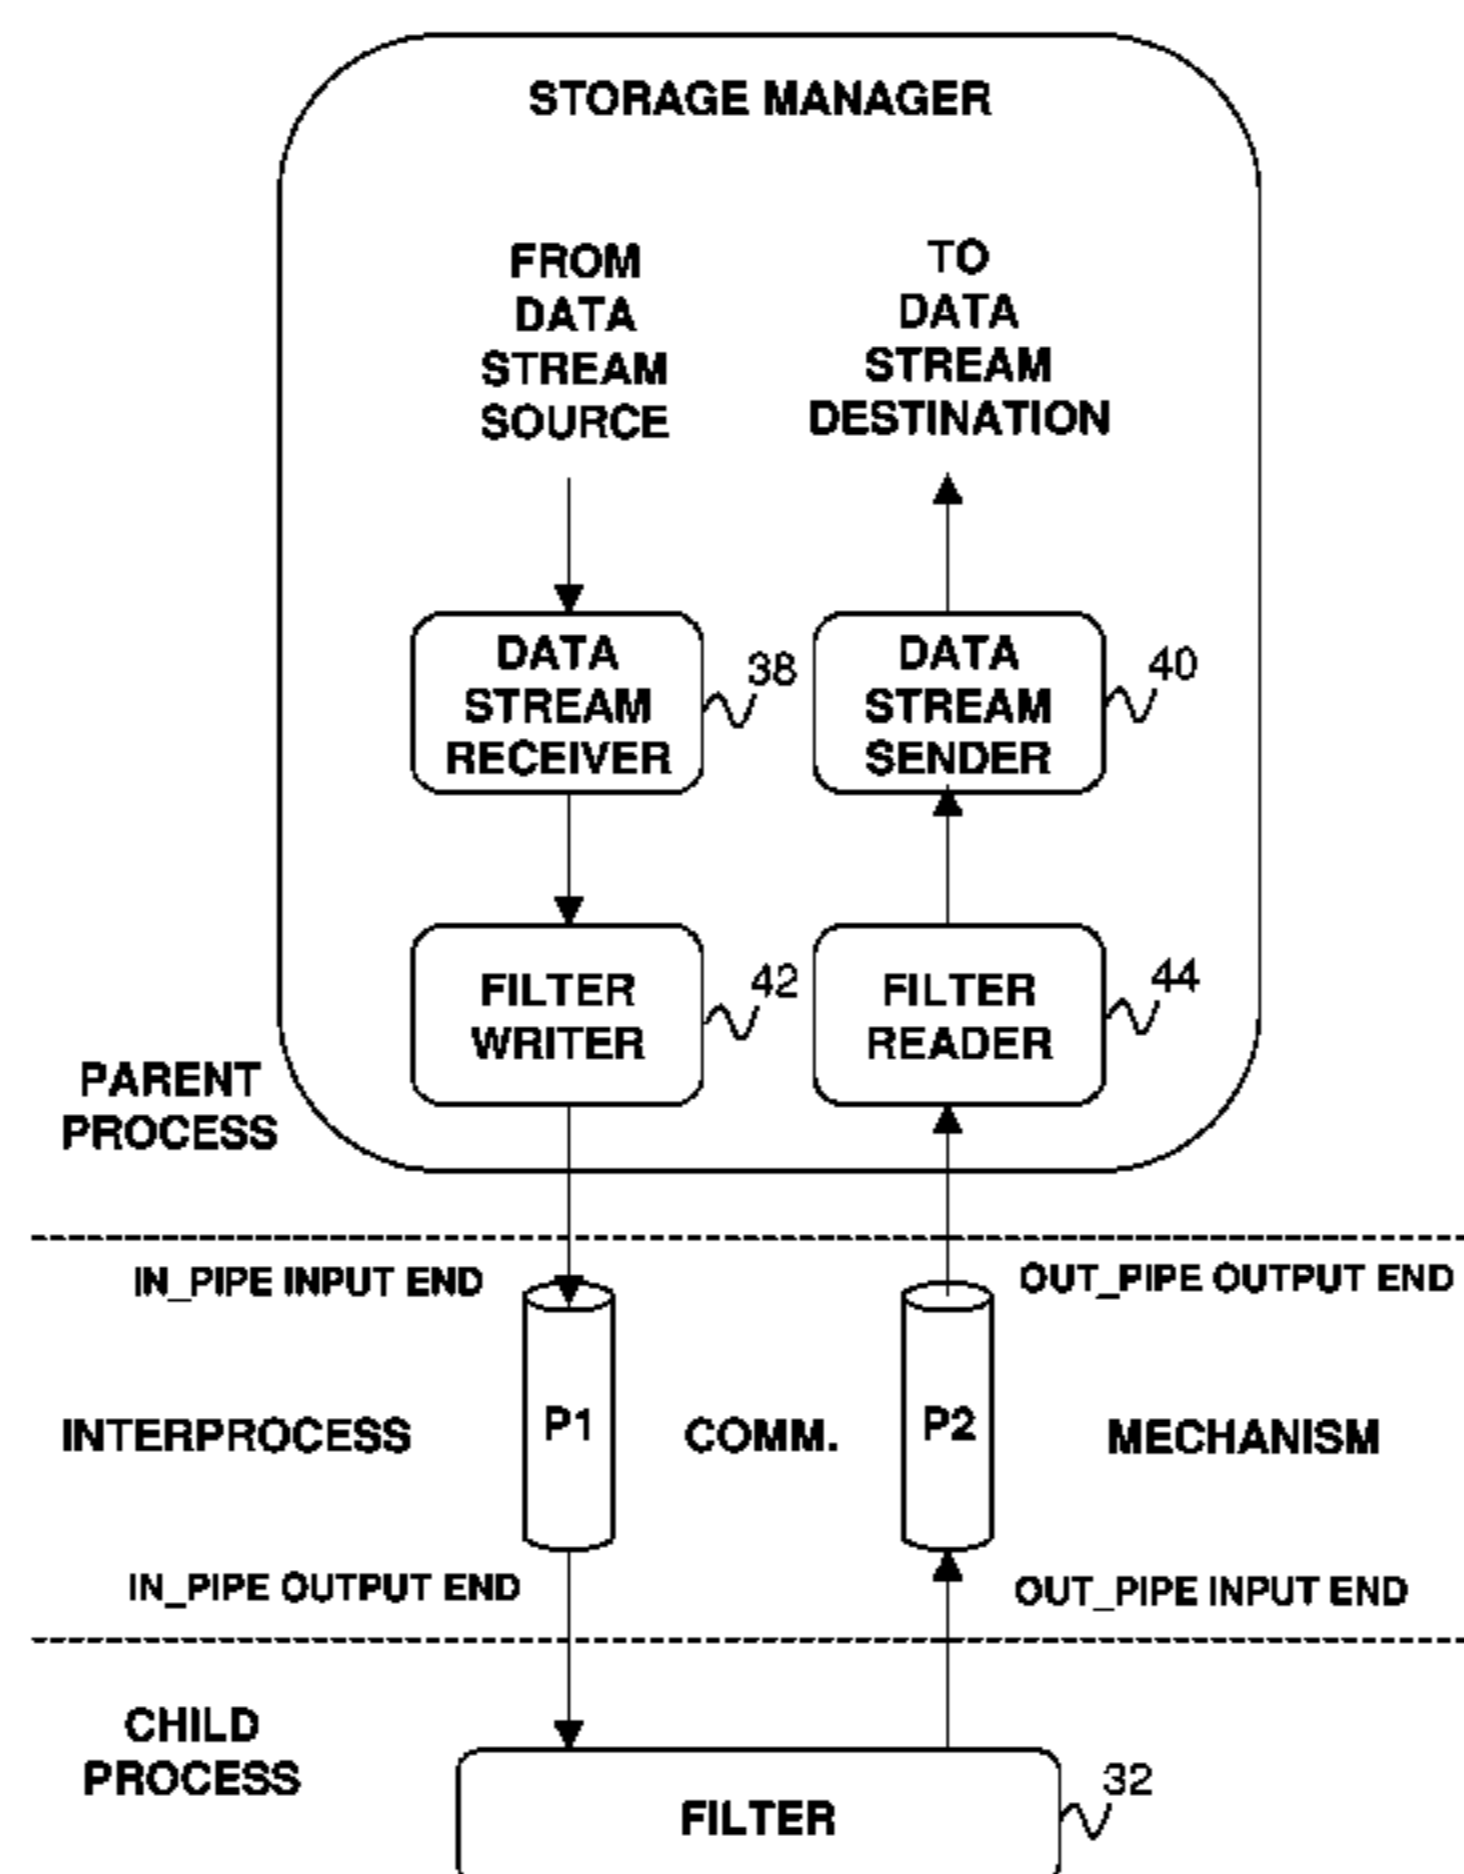 STORAGE MANAGER
FROM
DATA
STREAM
SOURCE
TO
DATA
STREAM
DESTINATION
DATA
STREAM
RECEIVER
38
DATA
STREAM
SENDER
40
FILTER
WRITER
42
FILTER
READER
44
PARENT
PROCESS
IN_PIPE INPUT END
OUT_PIPE OUTPUT END
INTERPROCESS
P1
COMM.
P2
MECHANISM
IN_PIPE OUTPUT END
OUT_PIPE INPUT END
CHILD
PROCESS
FILTER
32